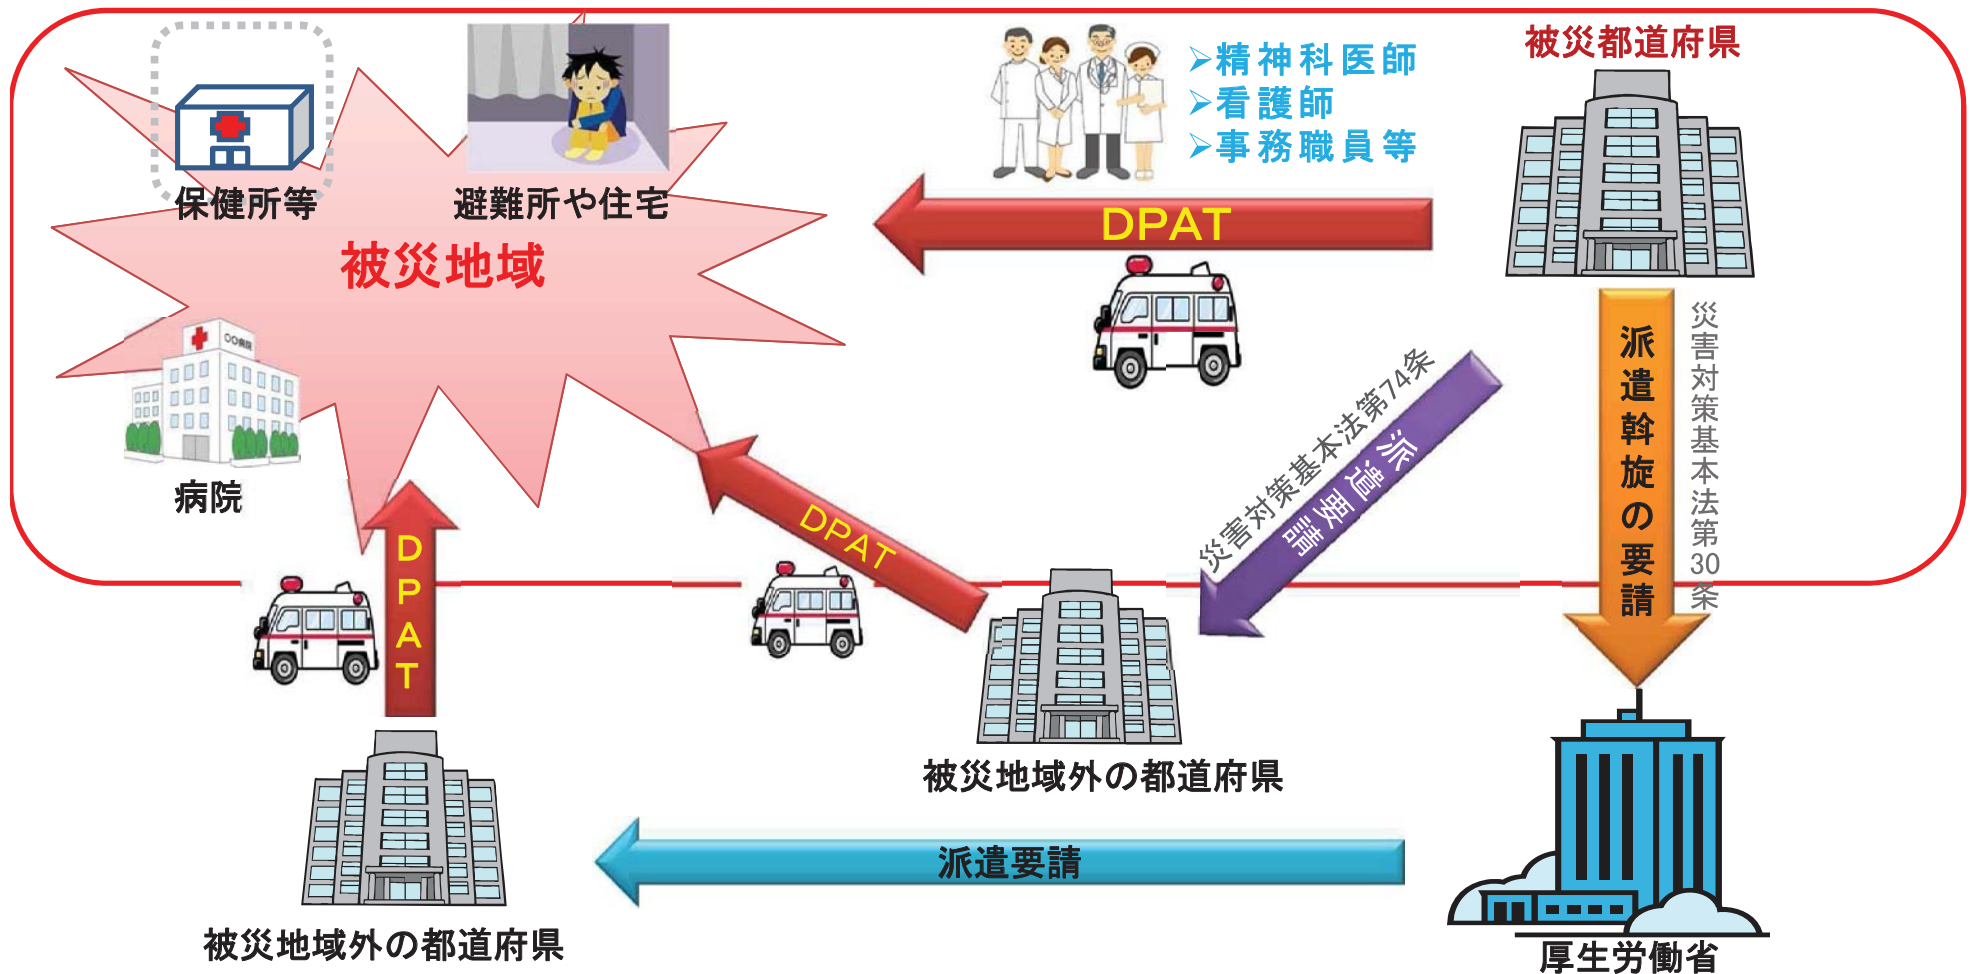 被災都道府県
➢精神科医師
➢看護師
➢事務職員等
保健所等
避難所や住宅
被災地域
DPAT
〇〇病院
病院
派遣斡旋の要請
災害対策基本法第30条
災害対策基本法第74条
派遣要請
DPAT
DPAT
被災地域外の都道府県
派遣要請
被災地域外の都道府県
厚生労働省